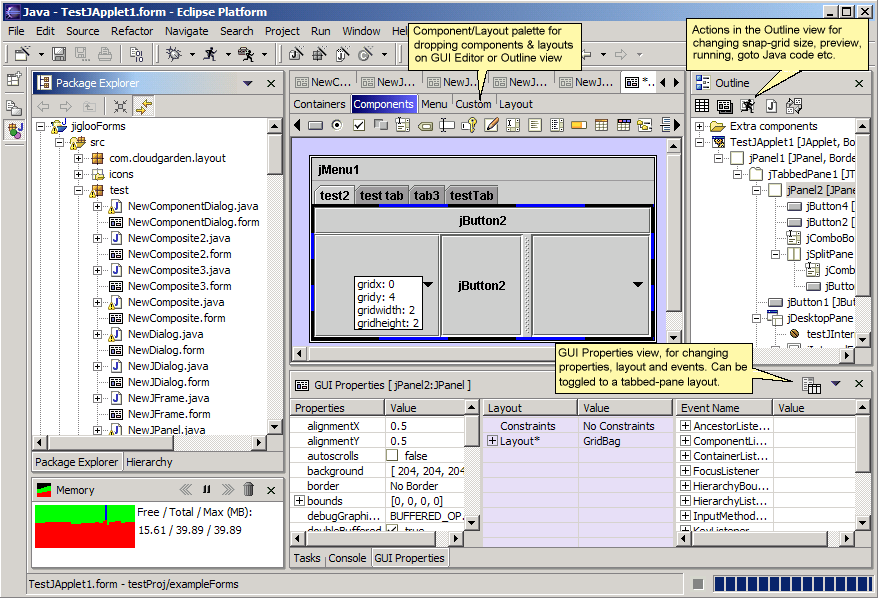 Java - TestJApplet1.form - Eclipse Platform
File Edit Source Refactor Navigate Search Project Run Window Hel
Component/Layout palette for
dropping components & layouts
on GUI Editor or Outline view
Actions in the Outline view for
changing snap-grid size, preview,
running, goto Java code etc.
Package Explorer
jiglooForms
src
com.cloudgarden.layout
icons
test
NewComponentDialog.java
NewComponentDialog.form
NewComposite2.java
NewComposite2.form
NewComposite3.java
NewComposite3.form
NewComposite.java
NewComposite.form
NewDialog.java
NewDialog.form
NewJDialog.java
NewJDialog.form
NewJFrame.java
NewJFrame.form
NewJPanel.java
Package Explorer Hierarchy
NewC... NewJ... NewJ... NewJ... NewJ... *..
Containers Components Menu Custom Layout
jMenu1
test2 test tab tab3 testTab
jButton2
gridx: 0
gridy: 4
gridwidth: 2
gridheight: 2
jButton2
Outline
Extra components
TestJApplet1 [JApplet, Bo
jPanel1 [JPanel, Borde
jTabbedPane1 [JT
jPanel2 [JPane
jButton4 [
jButton2 [
jComboBo
jSplitPane
jComb
jButto
jButton1 [JBut
jDesktopPane
testJInter
GUI Properties view, for changing
properties, layout and events. Can be
toggled to a tabbed-pane layout.
Memory
Free / Total / Max (MB):
15.61 / 39.89 / 39.89
GUI Properties [ jPanel2:JPanel ]
Properties Value
alignmentX 0.5
alignmentY 0.5
autoscrolls false
background [ 204, 204, 204
border No Border
bounds [0, 0, 0, 0]
debugGraphi... BUFFERED_OP...
doubleBuffered true
Layout Value
Constraints No Constraints
Layout* GridBag
Event Name Value
AncestorListe...
ComponentLi...
ContainerList...
FocusListener
HierarchyBou...
HierarchyList...
InputMethod...
KeyListener
Tasks Console GUI Properties
TestJApplet1.form - testProj/exampleForms